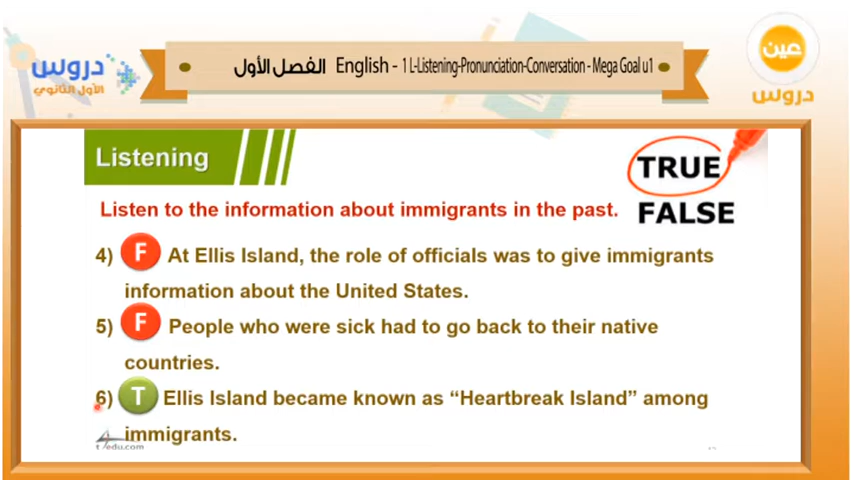 دروس
الأول الثانوي
الفصل الأول English - 1 L-Listening-Pronunciation-Conversation - Mega Goal u1
عين
دروس
Listening
TRUE
FALSE
Listen to the information about immigrants in the past.
4) F At Ellis Island, the role of officials was to give immigrants
information about the United States.
5) F People who were sick had to go back to their native
countries.
6) T Ellis Island became known as “Heartbreak Island” among
immigrants.